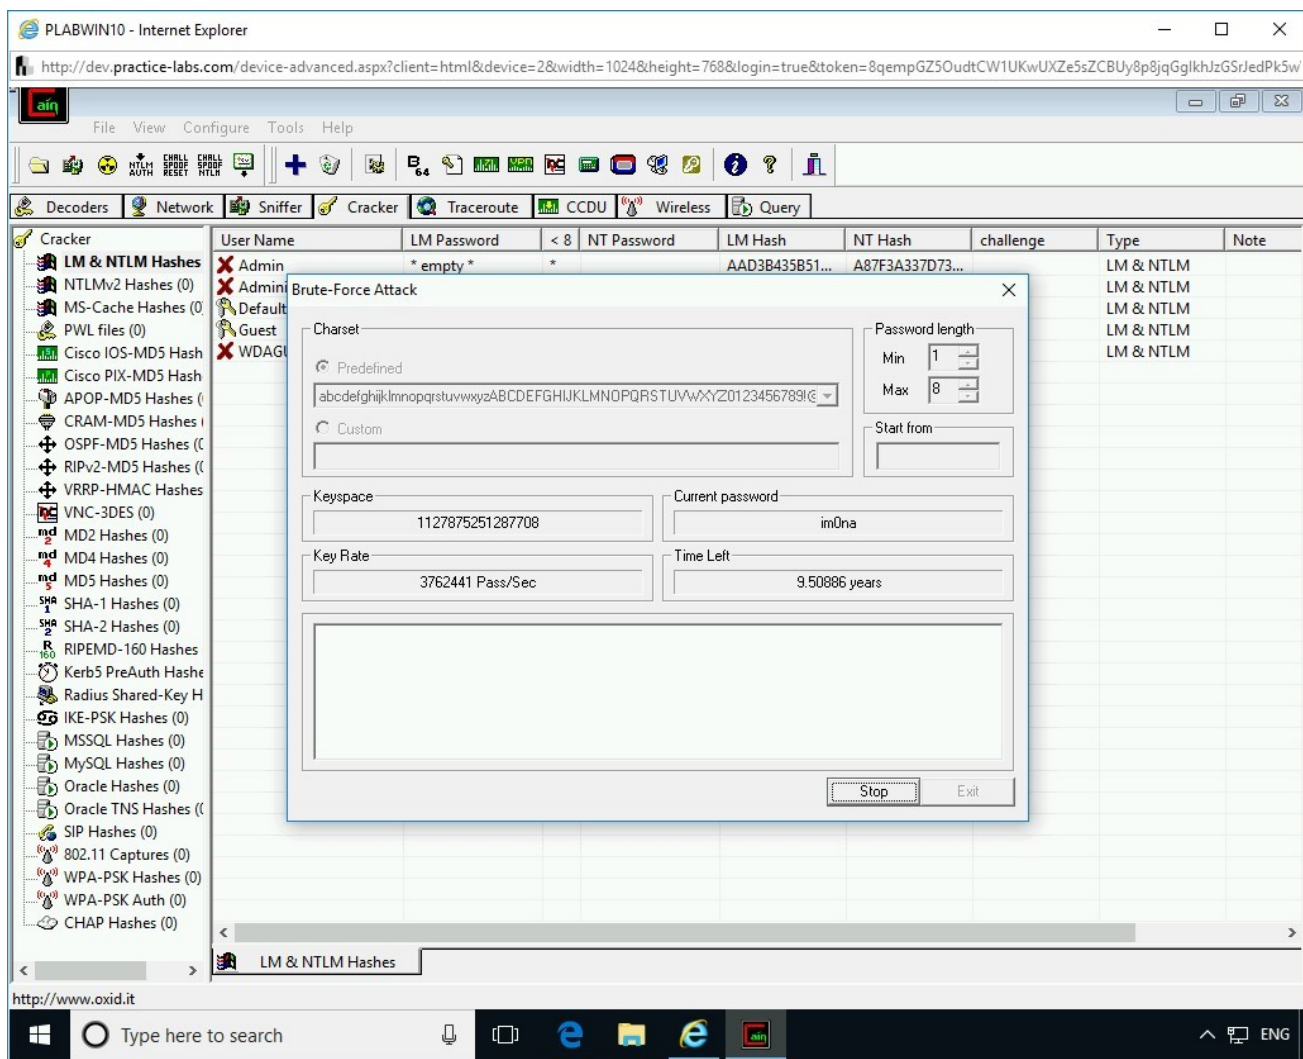 PLABWIN10 - Internet Explorer
http://dev.practice-labs.com/device-advanced.aspx?client=html&device=2&width=1024&height=768&login=true&token=8qempGZ5OudtCW1UKwUXZe5sZCBUy8p8jqGgIkhJzGSrJedPk5w
Cain
File View Configure Tools Help
NTLM AUTH CHALL SPOOF RESET CHALL SPOOF NTLM B64
Decoders Network Sniffer Cracker Traceroute CCDU Wireless Query
Cracker
LM & NTLM Hashes
NTLMv2 Hashes (0)
MS-Cache Hashes (0
PWL files (0)
Cisco IOS-MD5 Hash
Cisco PIX-MD5 Hash
APOP-MD5 Hashes (
CRAM-MD5 Hashes
OSPF-MD5 Hashes ((
RIPv2-MD5 Hashes ((
VRRP-HMAC Hashes
VNC-3DES (0)
MD2 Hashes (0)
MD4 Hashes (0)
MD5 Hashes (0)
SHA-1 Hashes (0)
SHA-2 Hashes (0)
RIPEMD-160 Hashes
Kerb5 PreAuth Hashe
Radius Shared-Key H
IKE-PSK Hashes (0)
MSSQL Hashes (0)
MySQL Hashes (0)
Oracle Hashes (0)
Oracle TNS Hashes ((
SIP Hashes (0)
802.11 Captures (0)
WPA-PSK Hashes (0)
WPA-PSK Auth (0)
CHAP Hashes (0)
User Name LM Password < 8 NT Password LM Hash NT Hash challenge Type Note
Admin * empty * * AAD3B435B51... A87F3A337D73... LM & NTLM
Admini LM & NTLM
Default LM & NTLM
Guest LM & NTLM
WDAGU LM & NTLM
Brute-Force Attack
Charset
Predefined
abcdefghijklmnopqrstuvwxyzABCDEFGHIJKLMNOPQRSTUVWXYZ0123456789!@
Custom
Password length
Min 1
Max 8
Start from
Keyspace
1127875251287708
Current password
im0na
Key Rate
3762441 Pass/Sec
Time Left
9.50886 years
Stop Exit
LM & NTLM Hashes
http://www.oxid.it
Type here to search
ENG